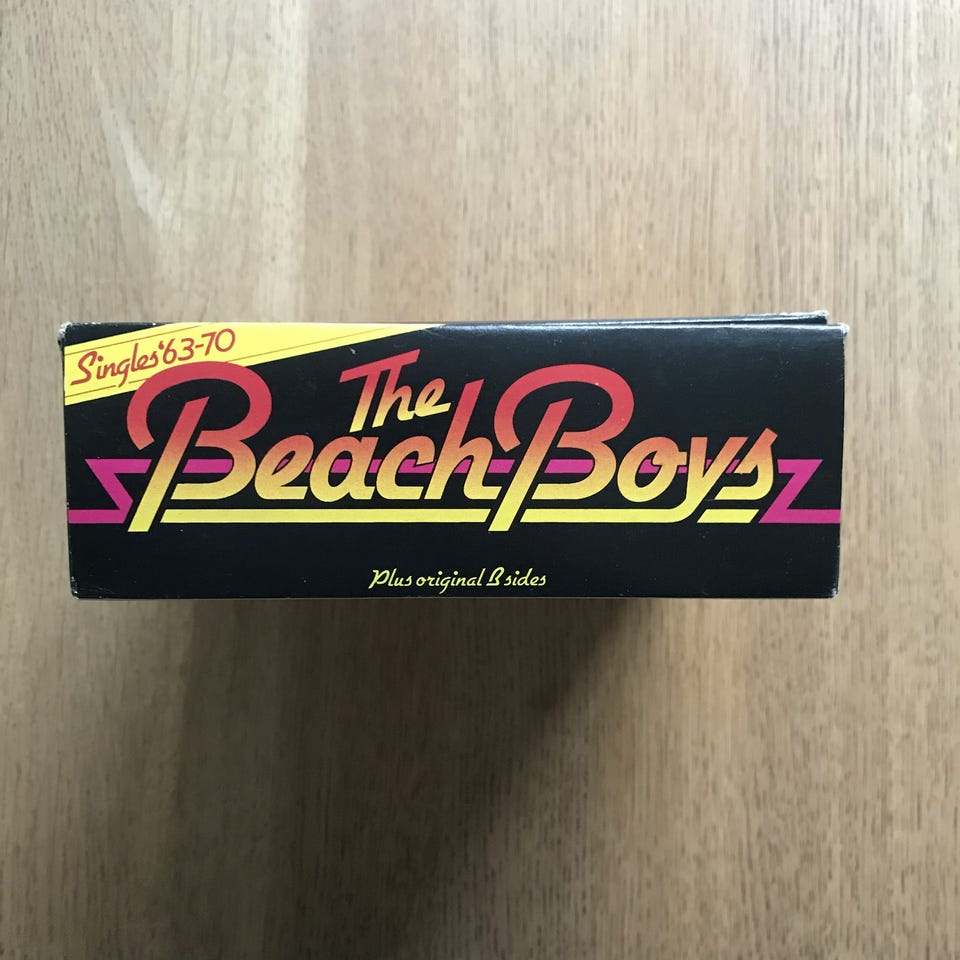 Singles '63-70
The
Beach Boys
Plus original B sides